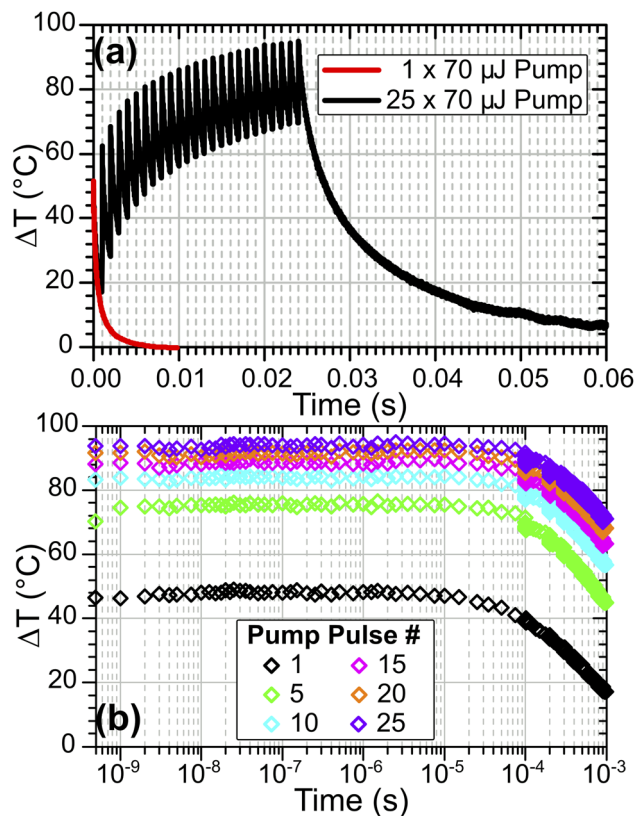 (a)
1 x 70 µJ Pump
25 x 70 µJ Pump
ΔT (°C)
100
80
60
40
20
0
0.00 0.01 0.02 0.03 0.04 0.05 0.06
Time (s)
ΔT (°C)
100
80
60
40
20
0
Pump Pulse #
1 15
5 20
10 25
(b)
10⁻⁹ 10⁻⁸ 10⁻⁷ 10⁻⁶ 10⁻⁵ 10⁻⁴ 10⁻³
Time (s)